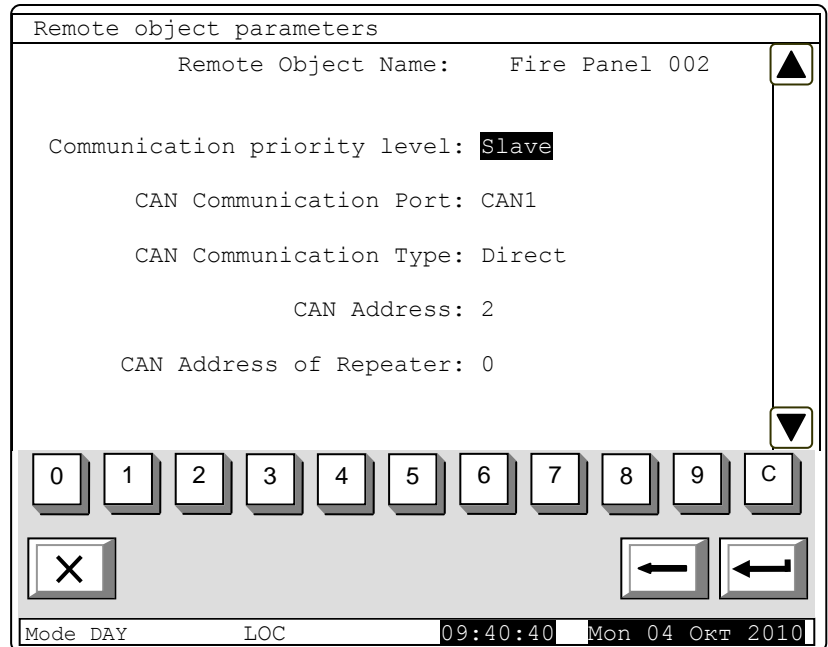 Remote object parameters
Remote Object Name: Fire Panel 002
Communication priority level: Slave
CAN Communication Port: CAN1
CAN Communication Type: Direct
CAN Address: 2
CAN Address of Repeater: 0
0 1 2 3 4 5 6 7 8 9 C
Mode DAY LOC 09:40:40 Mon 04 Окт 2010